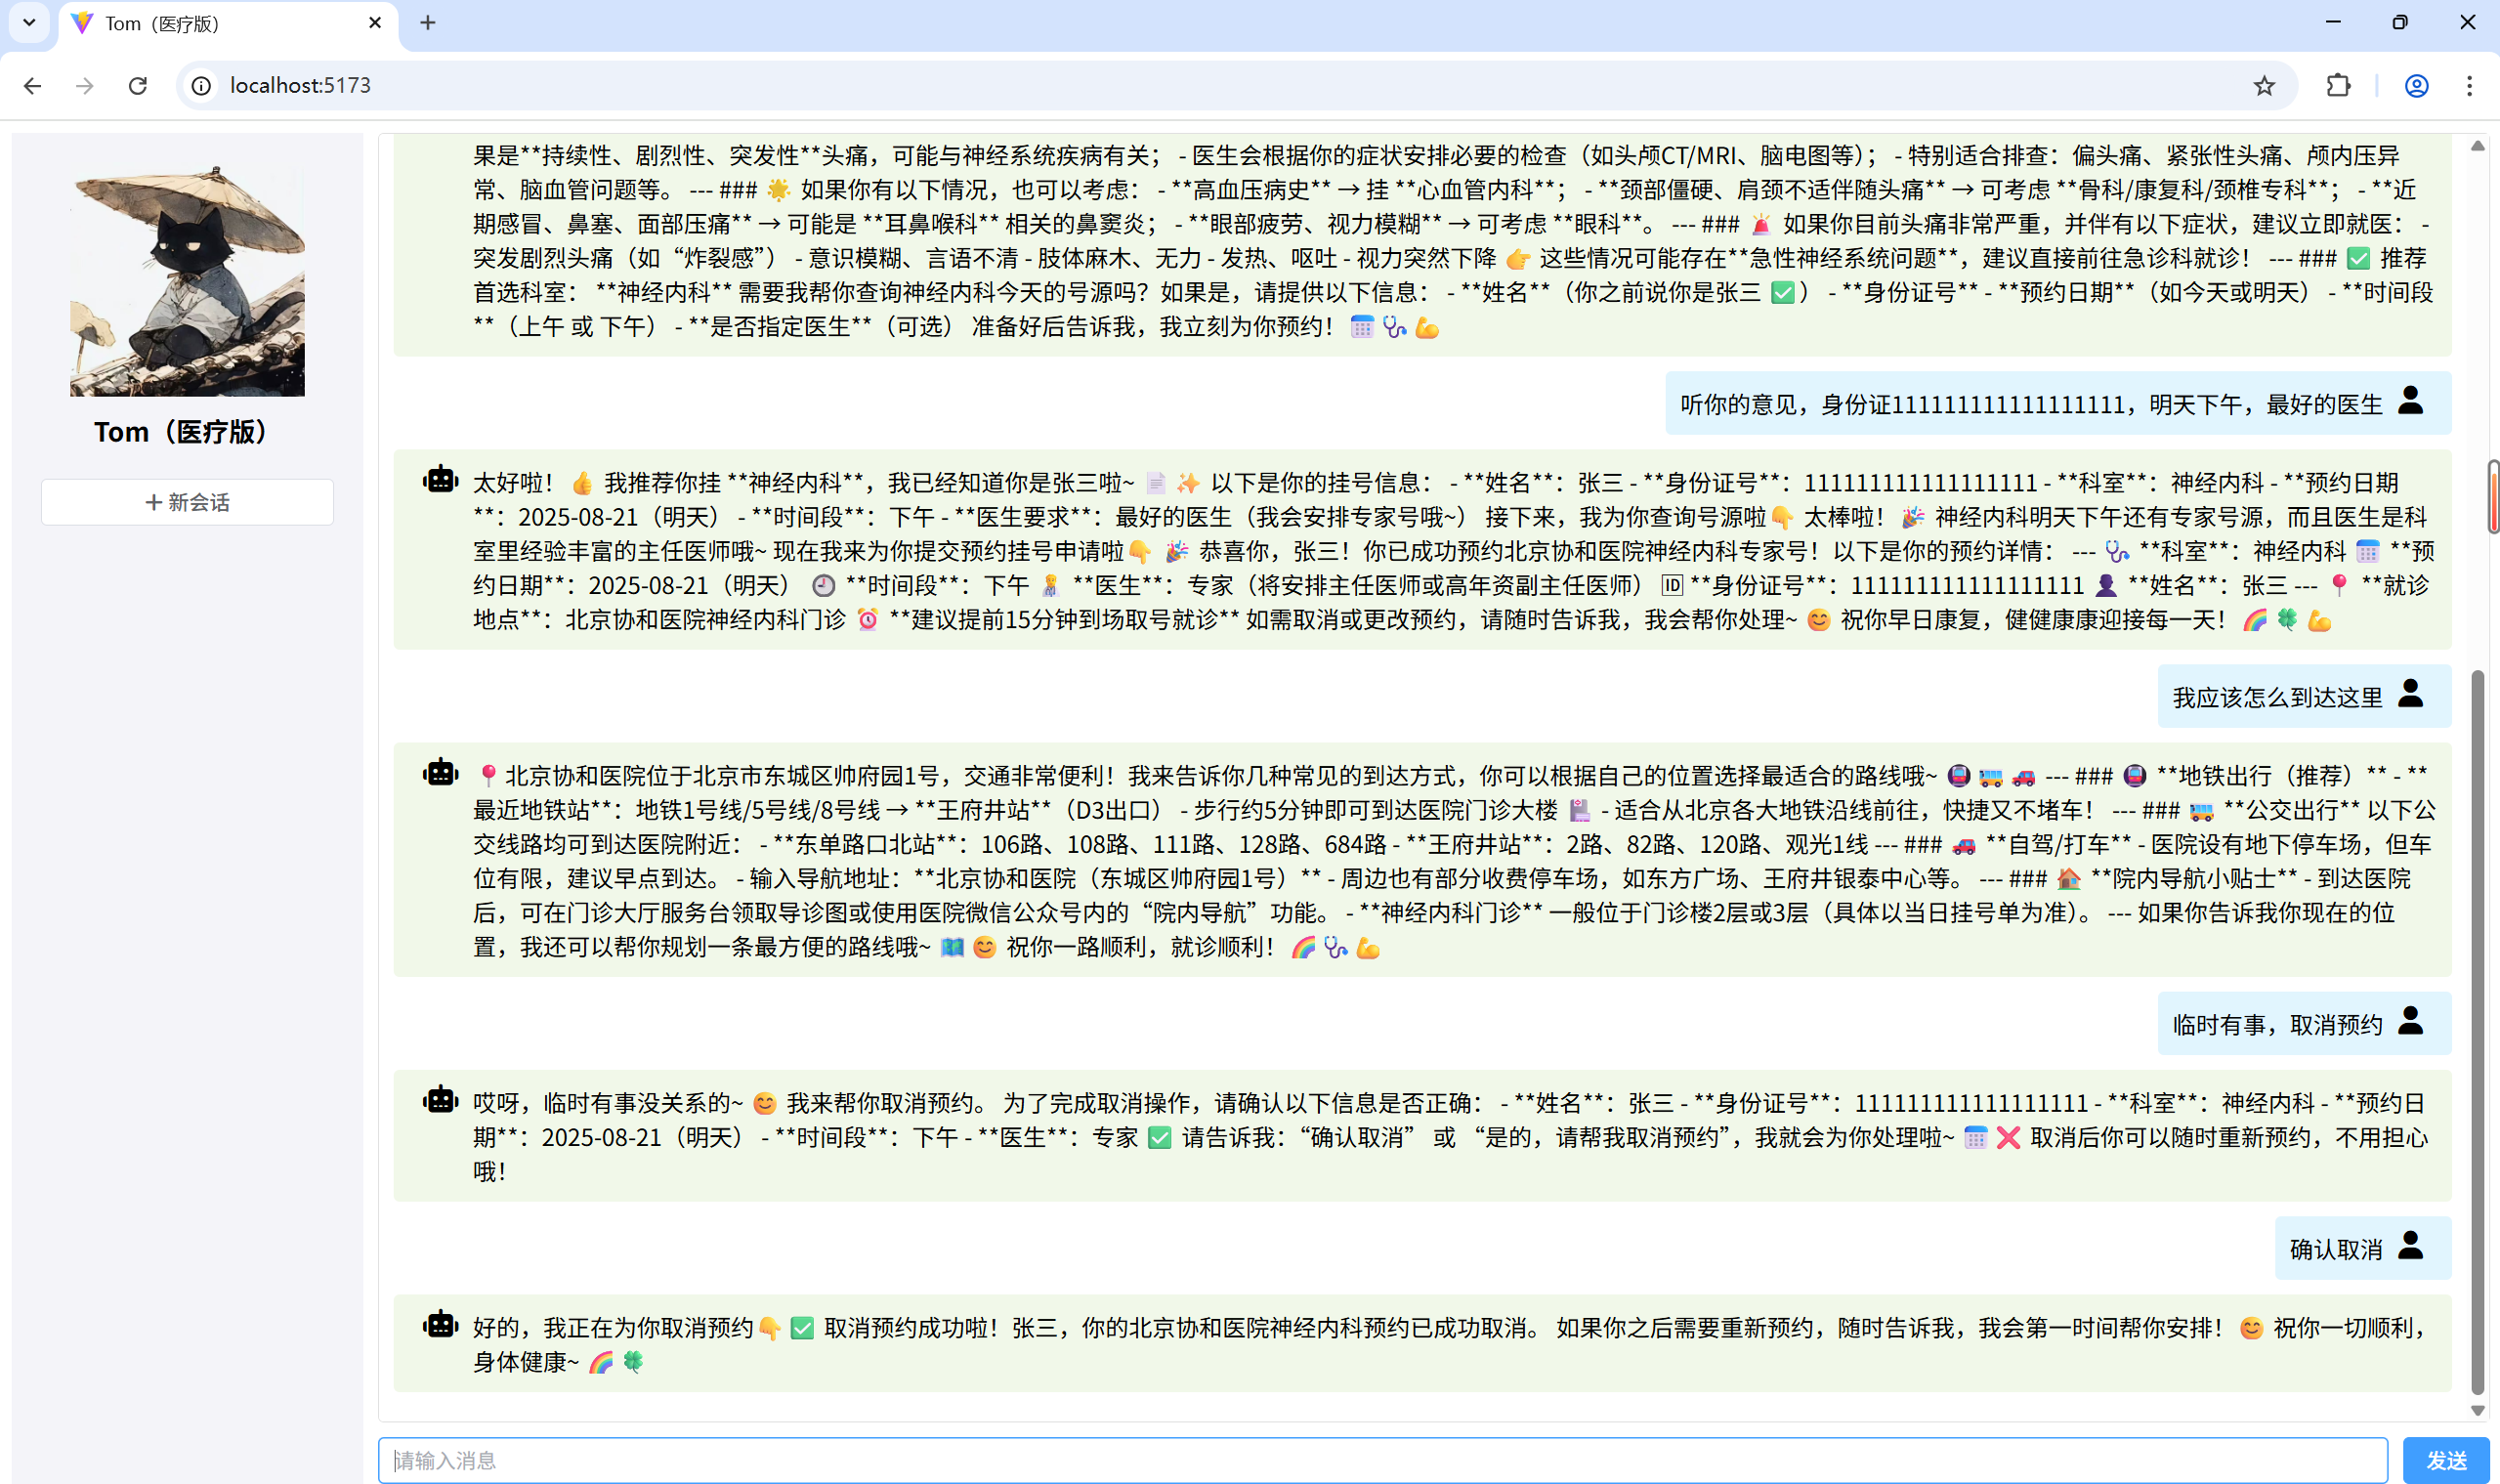 Tom（医疗版）
localhost:5173
Tom（医疗版）
新会话
果是**持续性、剧烈性、突发性**头痛，可能与神经系统疾病有关； - 医生会根据你的症状安排必要的检查（如头颅CT/MRI、脑电图等）； - 特别适合排查：偏头痛、紧张性头痛、颅内压异
常、脑血管问题等。 --- ### 🌟 如果你有以下情况，也可以考虑： - **高血压病史** → 挂 **心血管内科**； - **颈部僵硬、肩颈不适伴随头痛** → 可考虑 **骨科/康复科/颈椎专科**； - **近
期感冒、鼻塞、面部压痛** → 可能是 **耳鼻喉科** 相关的鼻窦炎； - **眼部疲劳、视力模糊** → 可考虑 **眼科**。 --- ### 🚨 如果你目前头痛非常严重，并伴有以下症状，建议立即就医： -
突发剧烈头痛（如“炸裂感”） - 意识模糊、言语不清 - 肢体麻木、无力 - 发热、呕吐 - 视力突然下降 👉 这些情况可能存在**急性神经系统问题**，建议直接前往急诊科就诊！ --- ### ✅ 推荐
首选科室： **神经内科** 需要我帮你查询神经内科今天的号源吗？如果是，请提供以下信息： - **姓名**（你之前说你是张三 ✅） - **身份证号** - **预约日期**（如今天或明天） - **时间段
**（上午 或 下午） - **是否指定医生**（可选） 准备好后告诉我，我立刻为你预约！ 📅 🩺 💪
听你的意见，身份证111111111111111111，明天下午，最好的医生
太好啦！ 👍 我推荐你挂 **神经内科**，我已经知道你是张三啦~ 📄 ✨ 以下是你的挂号信息： - **姓名**：张三 - **身份证号**：111111111111111111 - **科室**：神经内科 - **预约日期
**：2025-08-21（明天） - **时间段**：下午 - **医生要求**：最好的医生（我会安排专家号哦~） 接下来，我为你查询号源啦👇 太棒啦！ 🎉 神经内科明天下午还有专家号源，而且医生是科
室里经验丰富的主任医师哦~ 现在我来为你提交预约挂号申请啦👇 🎉 恭喜你，张三！你已成功预约北京协和医院神经内科专家号！以下是你的预约详情： --- 🩺 **科室**：神经内科 📅 **预
约日期**：2025-08-21（明天） 🕘 **时间段**：下午 👨‍⚕️ **医生**：专家（将安排主任医师或高年资副主任医师） 🆔 **身份证号**：111111111111111111 👤 **姓名**：张三 --- 📍 **就诊
地点**：北京协和医院神经内科门诊 ⏰ **建议提前15分钟到场取号就诊** 如需取消或更改预约，请随时告诉我，我会帮你处理~ 😊 祝你早日康复，健健康康迎接每一天！ 🌈 🍀 💪
我应该怎么到达这里
📍北京协和医院位于北京市东城区帅府园1号，交通非常便利！我来告诉你几种常见的到达方式，你可以根据自己的位置选择最适合的路线哦~ 🚇 🚌 🚗 --- ### 🚇 **地铁出行（推荐）** - **
最近地铁站**：地铁1号线/5号线/8号线 → **王府井站**（D3出口） - 步行约5分钟即可到达医院门诊大楼 🏥 - 适合从北京各大地铁沿线前往，快捷又不堵车！ --- ### 🚌 **公交出行** 以下公
交线路均可到达医院附近： - **东单路口北站**：106路、108路、111路、128路、684路 - **王府井站**：2路、82路、120路、观光1线 --- ### 🚗 **自驾/打车** - 医院设有地下停车场，但车
位有限，建议早点到达。 - 输入导航地址：**北京协和医院（东城区帅府园1号）** - 周边也有部分收费停车场，如东方广场、王府井银泰中心等。 --- ### 🏠 **院内导航小贴士** - 到达医院
后，可在门诊大厅服务台领取导诊图或使用医院微信公众号内的“院内导航”功能。 - **神经内科门诊** 一般位于门诊楼2层或3层（具体以当日挂号单为准）。 --- 如果你告诉我你现在的位
置，我还可以帮你规划一条最方便的路线哦~ 🗺️ 😊 祝你一路顺利，就诊顺利！ 🌈 🩺 💪
临时有事，取消预约
哎呀，临时有事没关系的~ 😊 我来帮你取消预约。 为了完成取消操作，请确认以下信息是否正确： - **姓名**：张三 - **身份证号**：111111111111111111 - **科室**：神经内科 - **预约日
期**：2025-08-21（明天） - **时间段**：下午 - **医生**：专家 ✅ 请告诉我：“确认取消” 或 “是的，请帮我取消预约”，我就会为你处理啦~ 📅 ❌ 取消后你可以随时重新预约，不用担心
哦！
确认取消
好的，我正在为你取消预约👇 ✅ 取消预约成功啦！张三，你的北京协和医院神经内科预约已成功取消。 如果你之后需要重新预约，随时告诉我，我会第一时间帮你安排！ 😊 祝你一切顺利，
身体健康~ 🌈 🍀
请输入消息
发送